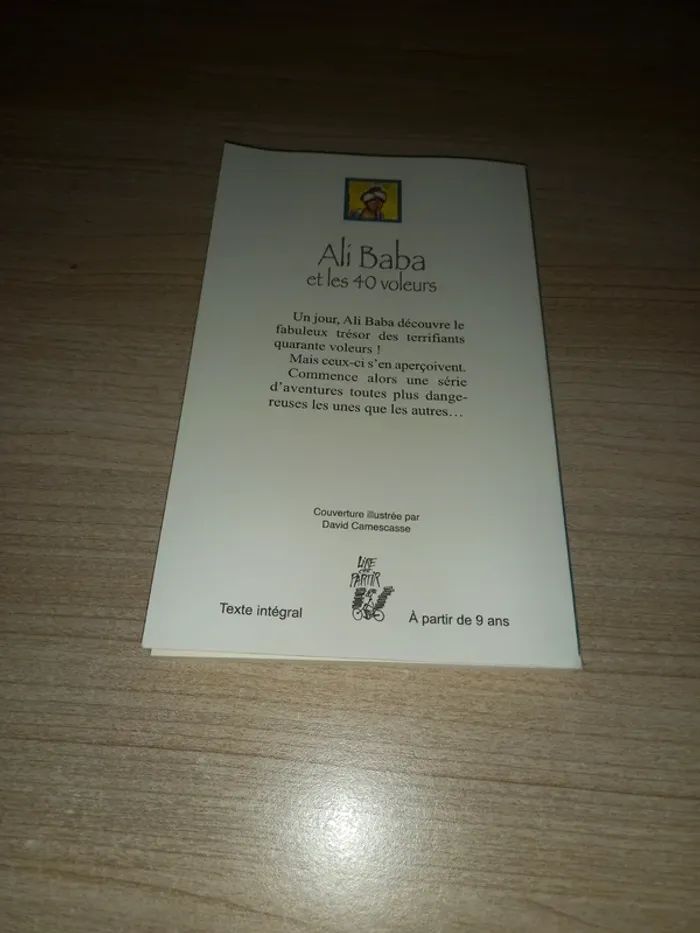 Ali Baba
et les 40 voleurs
Un jour, Ali Baba découvre le
fabuleux trésor des terrifiants
quarante voleurs !
Mais ceux-ci s'en aperçoivent.
Commence alors une série
d'aventures toutes plus dange-
reuses les unes que les autres…
Couverture illustrée par
David Camescasse
LIRE
C'EST
PARTIR
Texte intégral
À partir de 9 ans